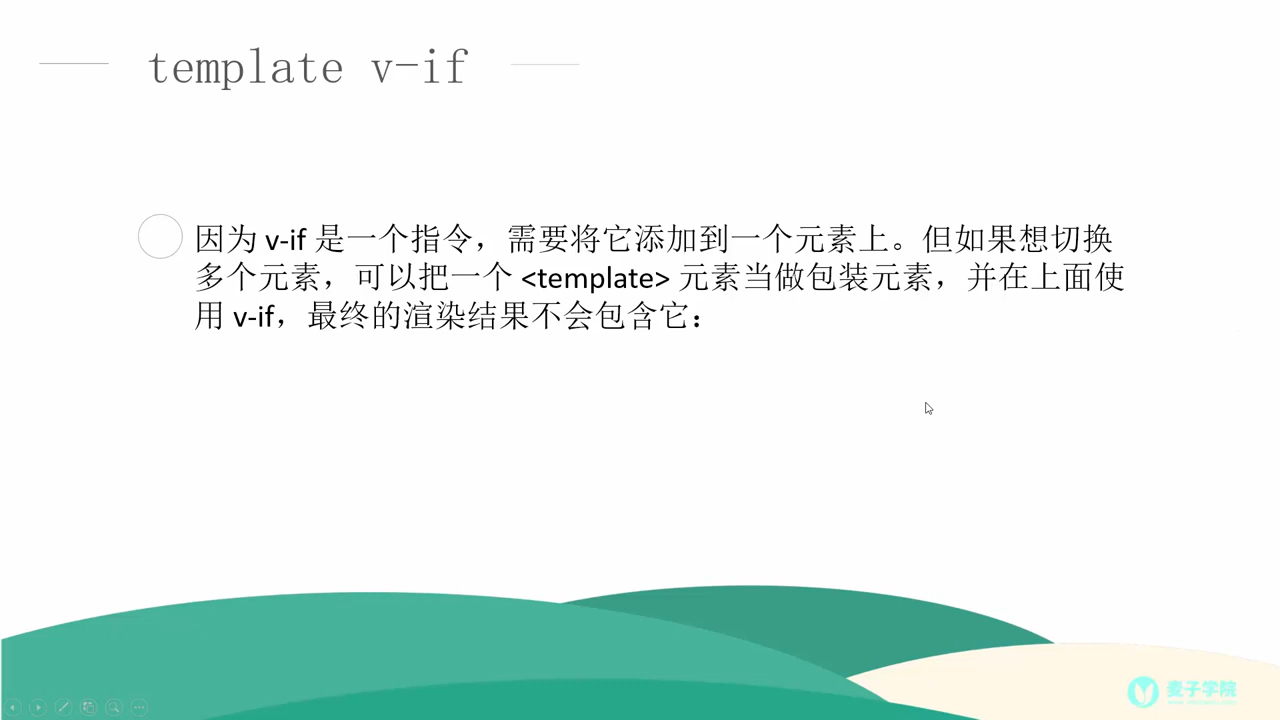 template v-if
因为 v-if 是一个指令，需要将它添加到一个元素上。但如果想切换
多个元素，可以把一个 <template> 元素当做包装元素，并在上面使
用 v-if，最终的渲染结果不会包含它：
麦子学院